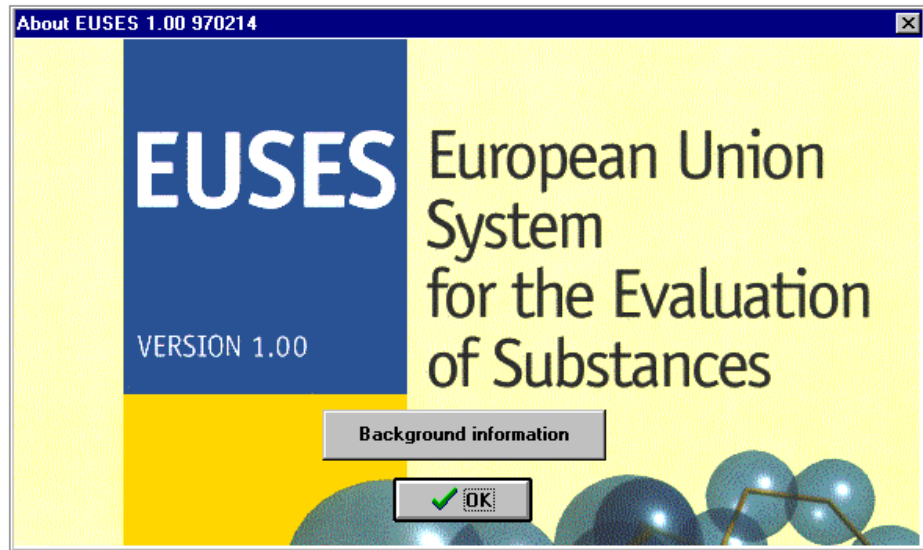 About EUSES 1.00 970214
EUSES
VERSION 1.00
European Union
System
for the Evaluation
of Substances
Background information
OK